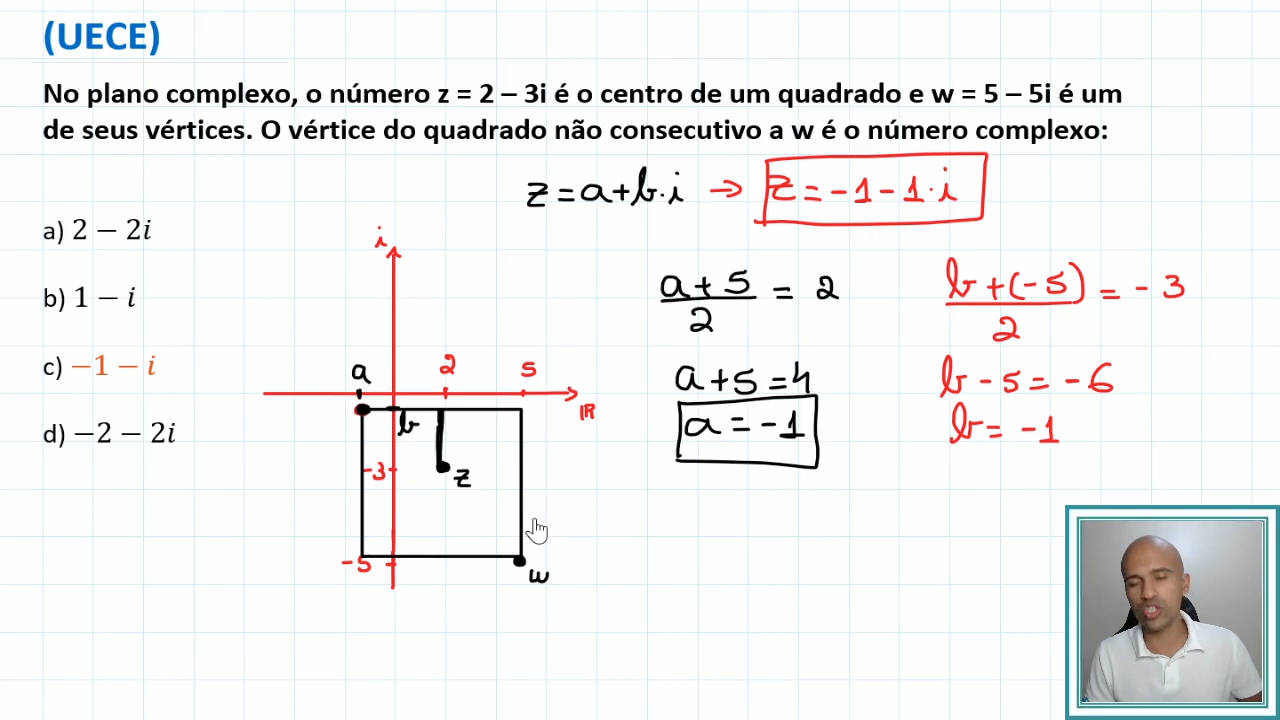 (UECE)
No plano complexo, o número z = 2 – 3i é o centro de um quadrado e w = 5 – 5i é um
de seus vértices. O vértice do quadrado não consecutivo a w é o número complexo:
z = a + b·i → z = -1 - 1·i
a) 2 − 2i
b) 1 − i
c) −1 − i
d) −2 − 2i
i
a
2
5
IR
b
-3
z
-5
w
a + 5 / 2 = 2
a + 5 = 4
a = -1
b + (-5) / 2 = -3
b - 5 = -6
b = -1